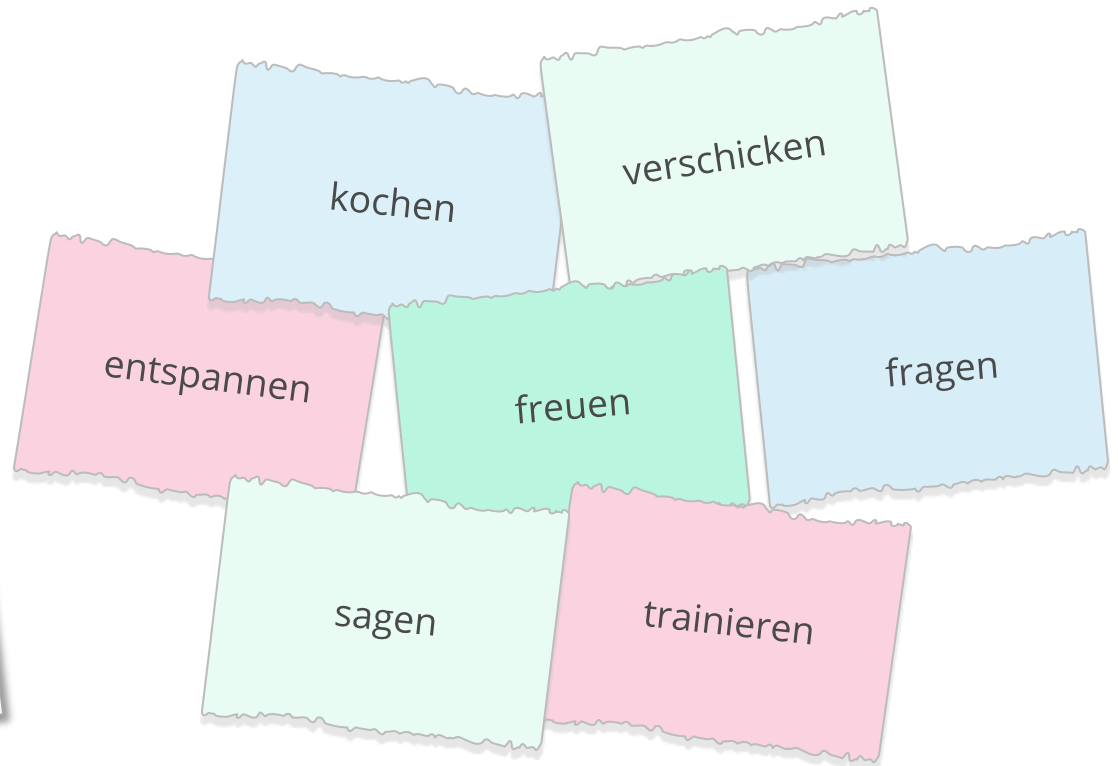 kochen
verschicken
entspannen
freuen
fragen
sagen
trainieren